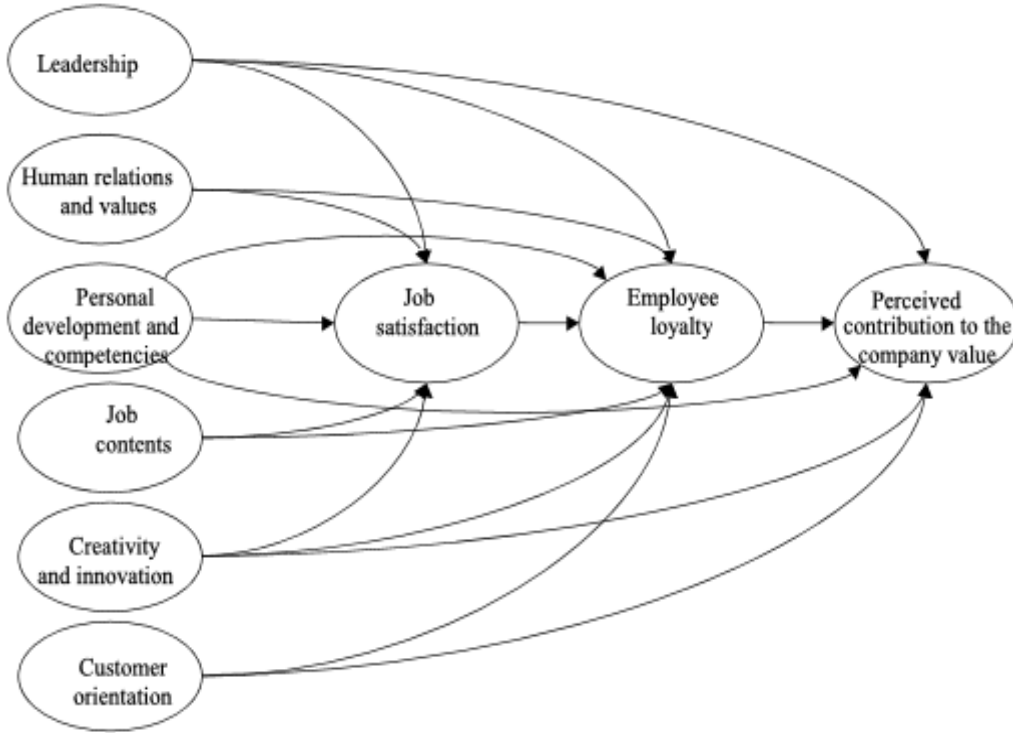 Leadership
Human relations
and values
Personal
development and
competencies
Job
contents
Creativity
and innovation
Customer
orientation
Job
satisfaction
Employee
loyalty
Perceived
contribution to the
company value